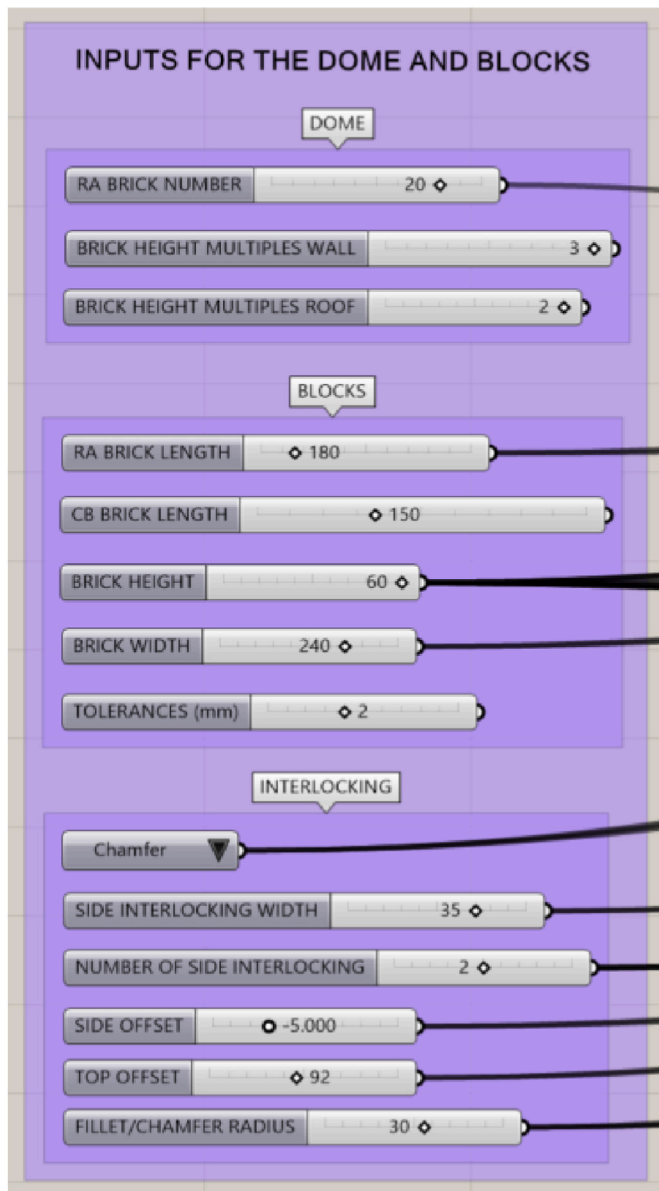 INPUTS FOR THE DOME AND BLOCKS
DOME
RA BRICK NUMBER 20
BRICK HEIGHT MULTIPLES WALL 3
BRICK HEIGHT MULTIPLES ROOF 2
BLOCKS
RA BRICK LENGTH 180
CB BRICK LENGTH 150
BRICK HEIGHT 60
BRICK WIDTH 240
TOLERANCES (mm) 2
INTERLOCKING
Chamfer
SIDE INTERLOCKING WIDTH 35
NUMBER OF SIDE INTERLOCKING 2
SIDE OFFSET -5.000
TOP OFFSET 92
FILLET/CHAMFER RADIUS 30